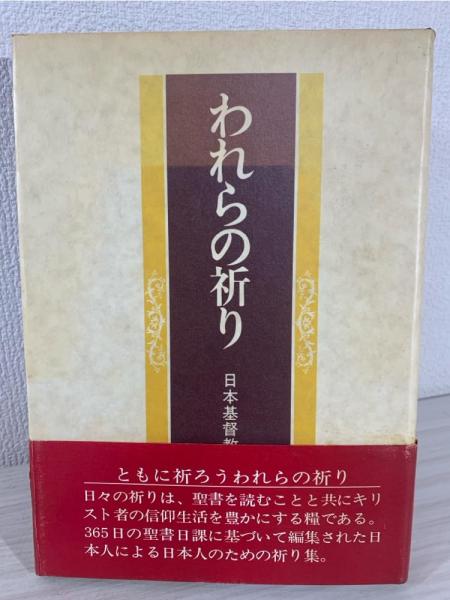 われらの祈り
日本基督教
ともに祈ろうわれらの祈り
日々の祈りは、聖書を読むことと共にキリ
スト者の信仰生活を豊かにする糧である。
365日の聖書日課に基づいて編集された日
本人による日本人のための祈り集。